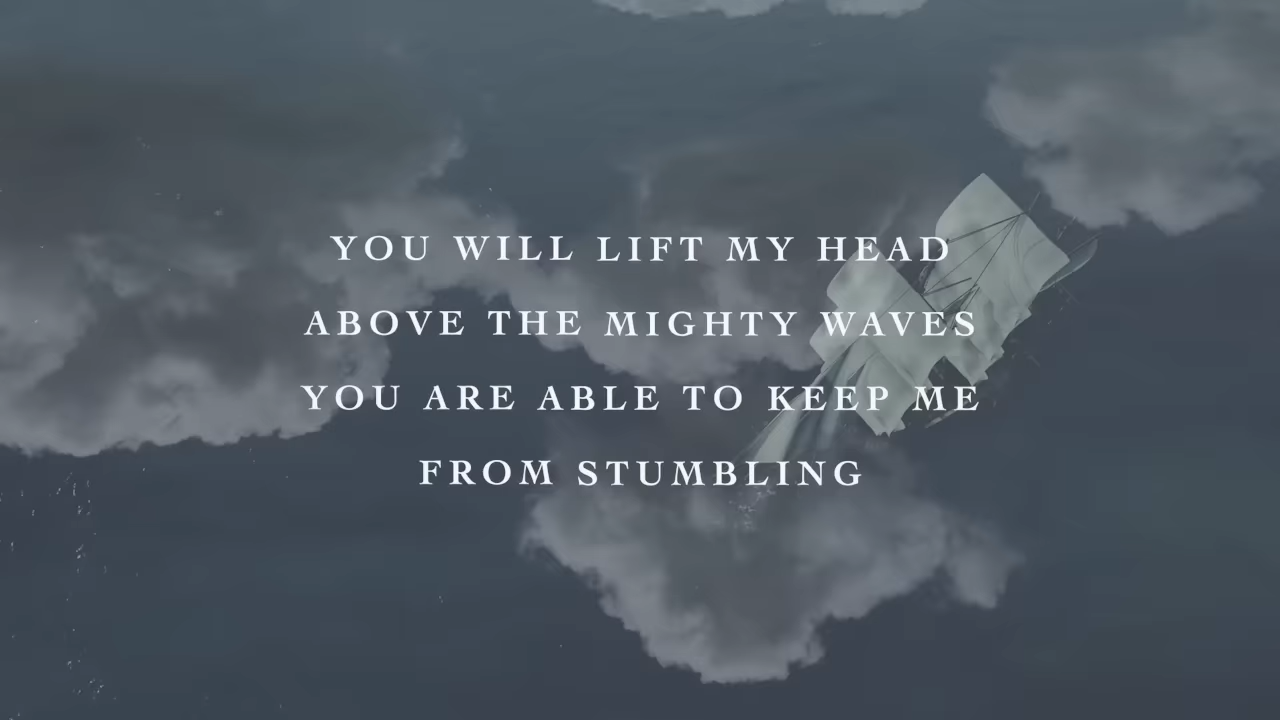 YOU WILL LIFT MY HEAD
ABOVE THE MIGHTY WAVES
YOU ARE ABLE TO KEEP ME
FROM STUMBLING